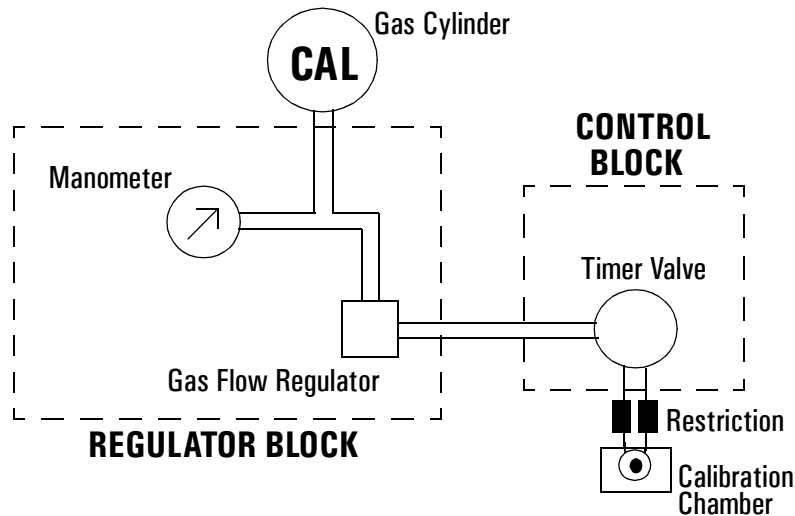 Gas Cylinder
CAL
CONTROL
BLOCK
Manometer
Timer Valve
Gas Flow Regulator
REGULATOR BLOCK
Restriction
Calibration
Chamber